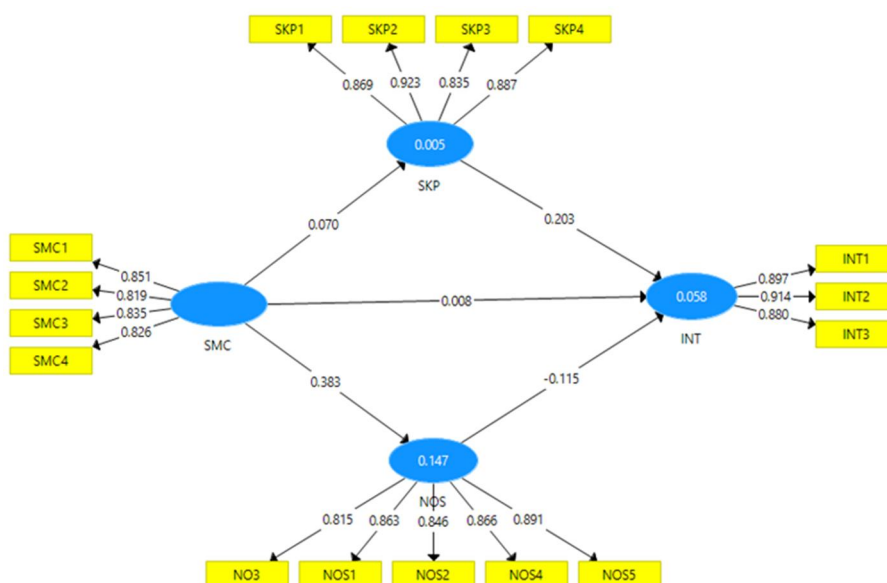 SKP1 SKP2 SKP3 SKP4
0.869 0.923 0.835 0.887
0.005
SKP
0.070 0.203
SMC1
SMC2
SMC3
SMC4
0.851
0.819
0.835
0.826
SMC
0.008
0.058
INT
0.897
0.914
0.880
INT1
INT2
INT3
0.383 -0.115
0.147
NOS
0.815 0.863 0.846 0.866 0.891
NO3 NOS1 NOS2 NOS4 NOS5